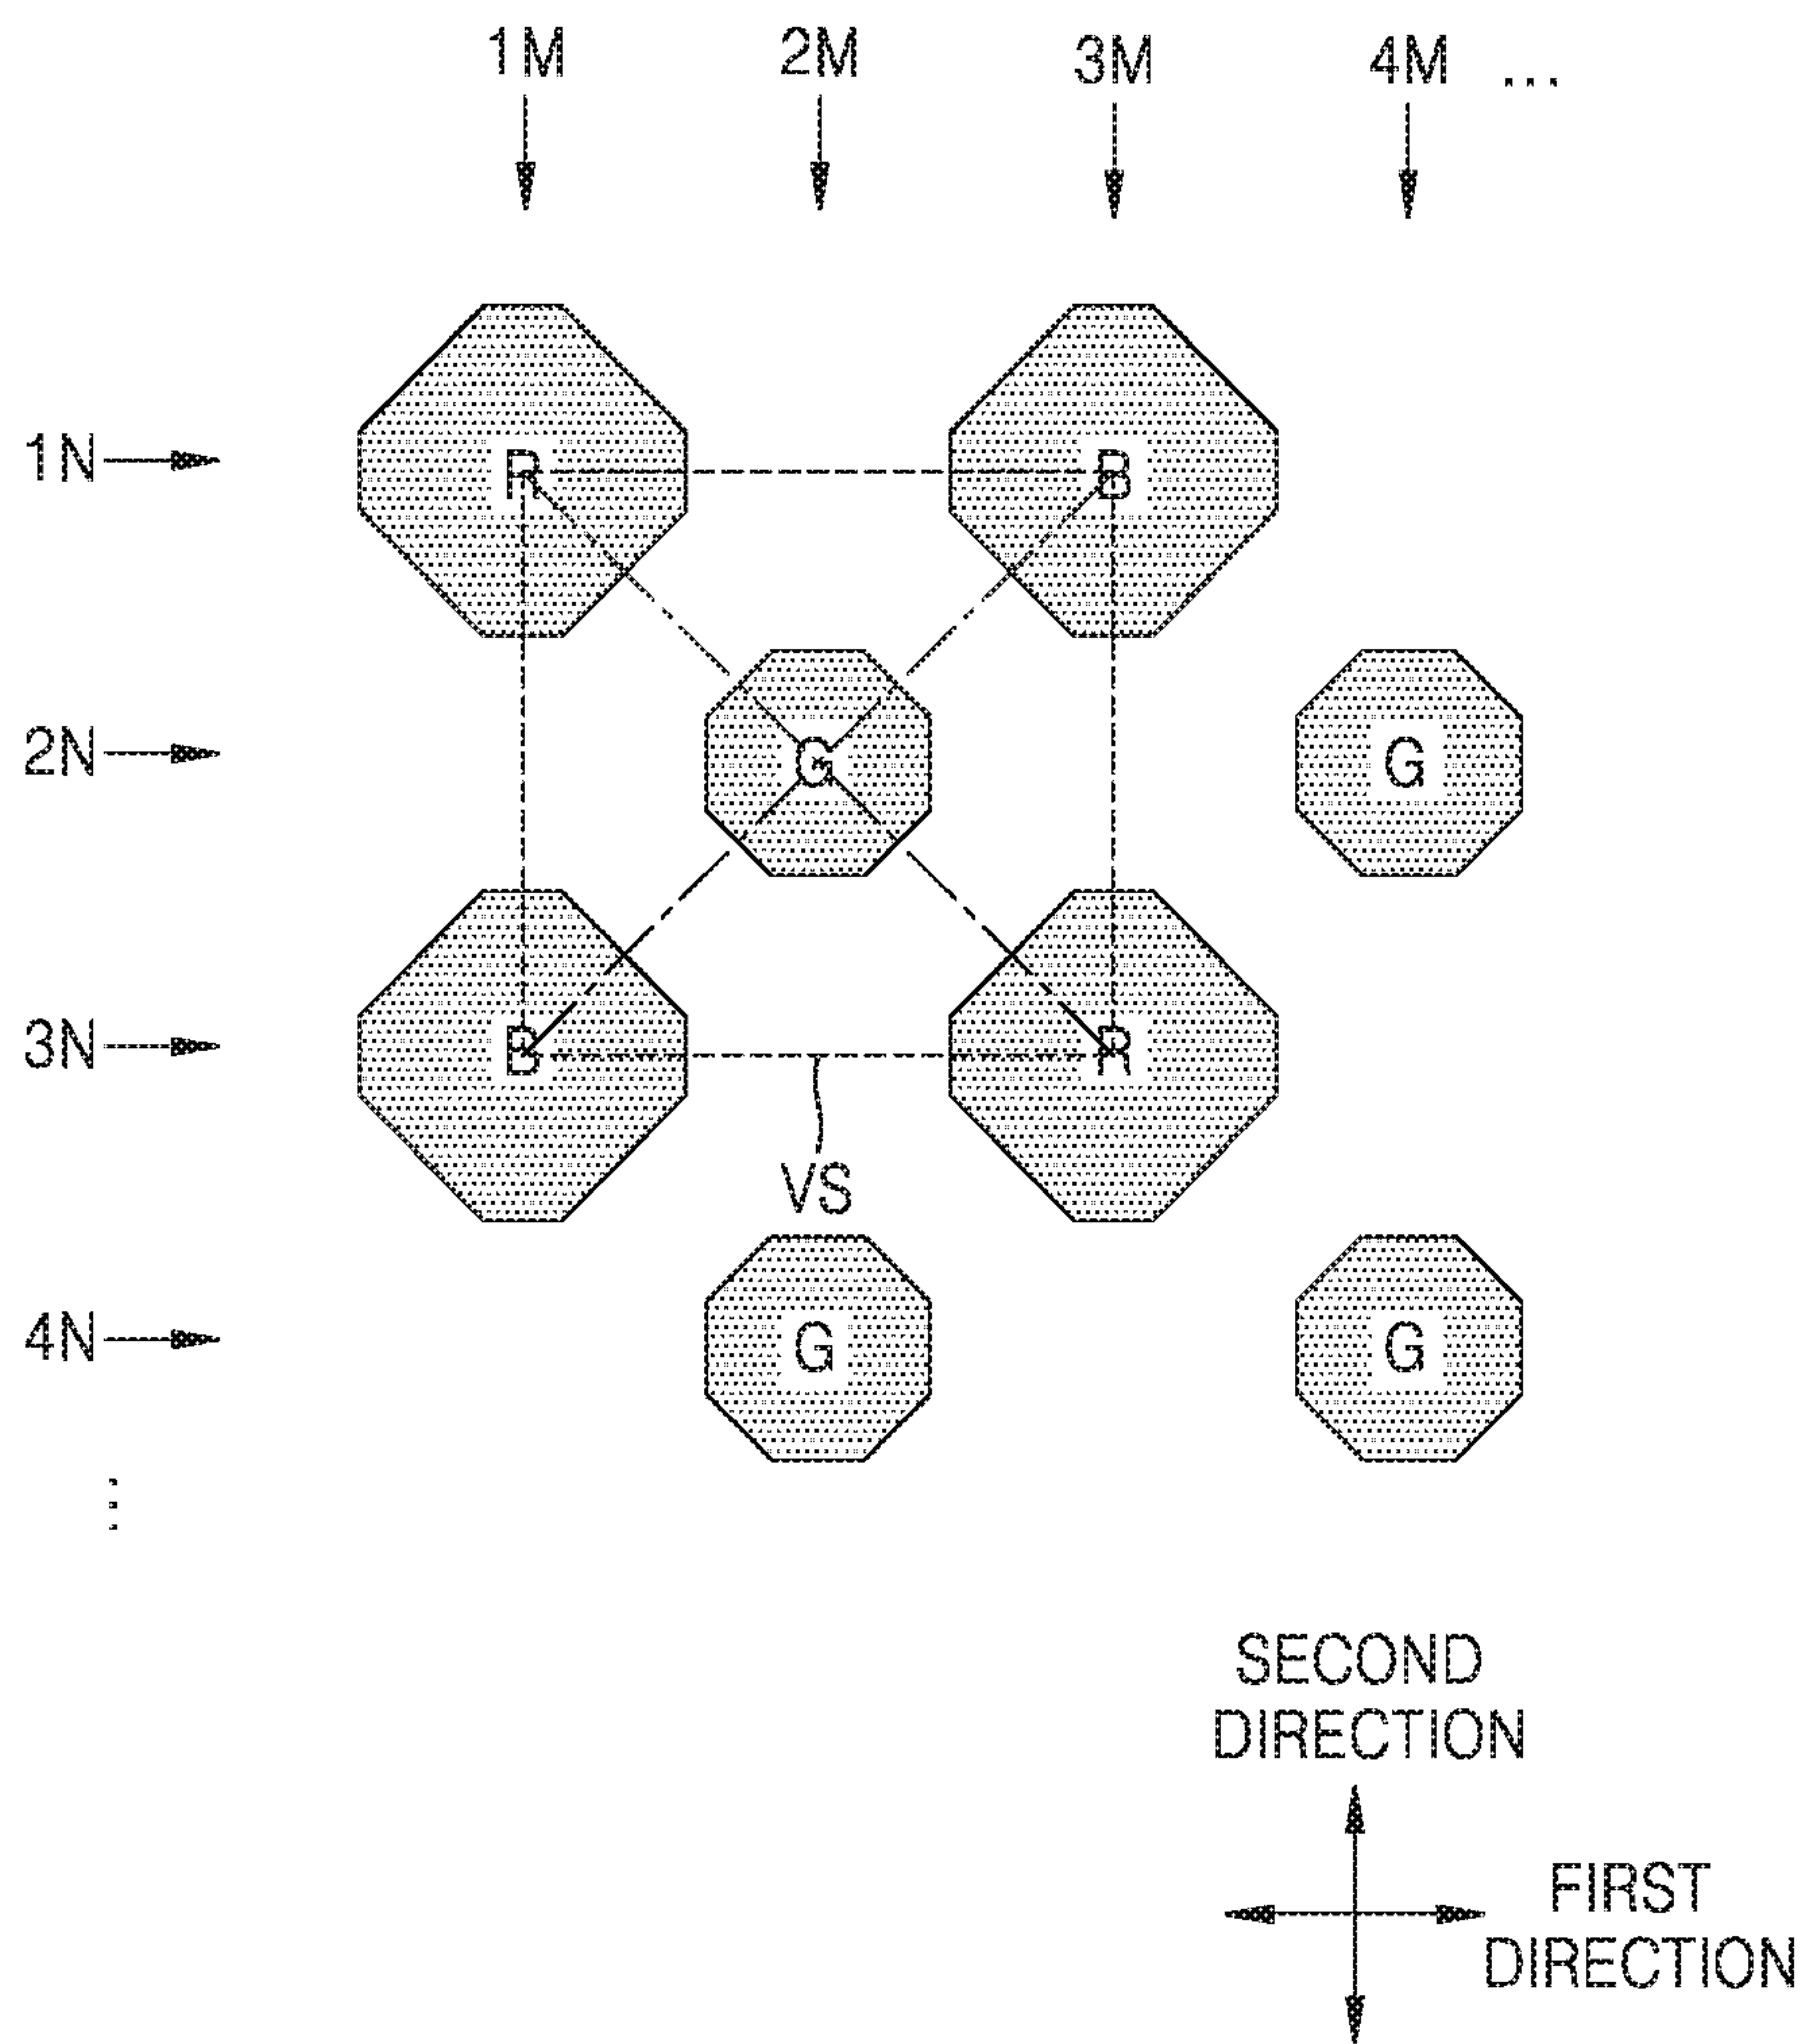 1M 2M 3M 4M ...
1N R B
2N G G
3N B R
VS
4N G G
⋮
SECOND
DIRECTION
FIRST
DIRECTION